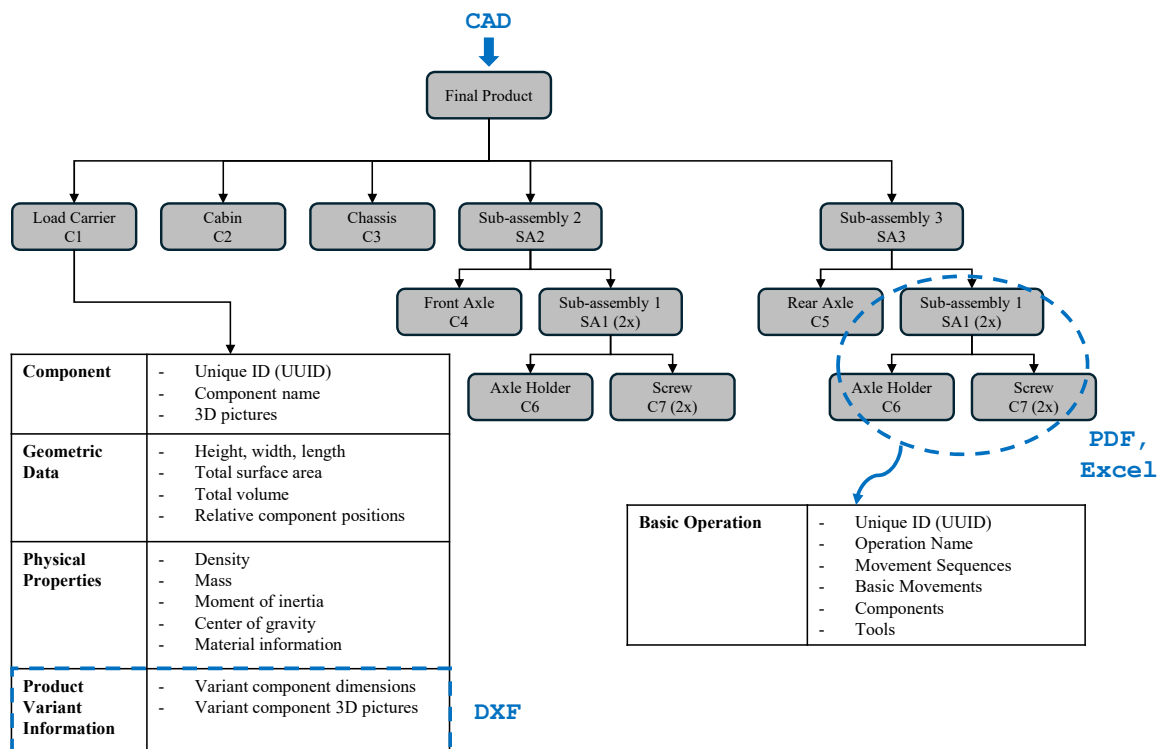 CAD
Final Product
Load Carrier
C1
Cabin
C2
Chassis
C3
Sub-assembly 2
SA2
Sub-assembly 3
SA3
Front Axle
C4
Sub-assembly 1
SA1 (2x)
Rear Axle
C5
Sub-assembly 1
SA1 (2x)
Axle Holder
C6
Screw
C7 (2x)
Axle Holder
C6
Screw
C7 (2x)
PDF,
Excel
Component
- Unique ID (UUID)
- Component name
- 3D pictures
Geometric
Data
- Height, width, length
- Total surface area
- Total volume
- Relative component positions
Physical
Properties
- Density
- Mass
- Moment of inertia
- Center of gravity
- Material information
Product
Variant
Information
- Variant component dimensions
- Variant component 3D pictures
DXF
Basic Operation
- Unique ID (UUID)
- Operation Name
- Movement Sequences
- Basic Movements
- Components
- Tools